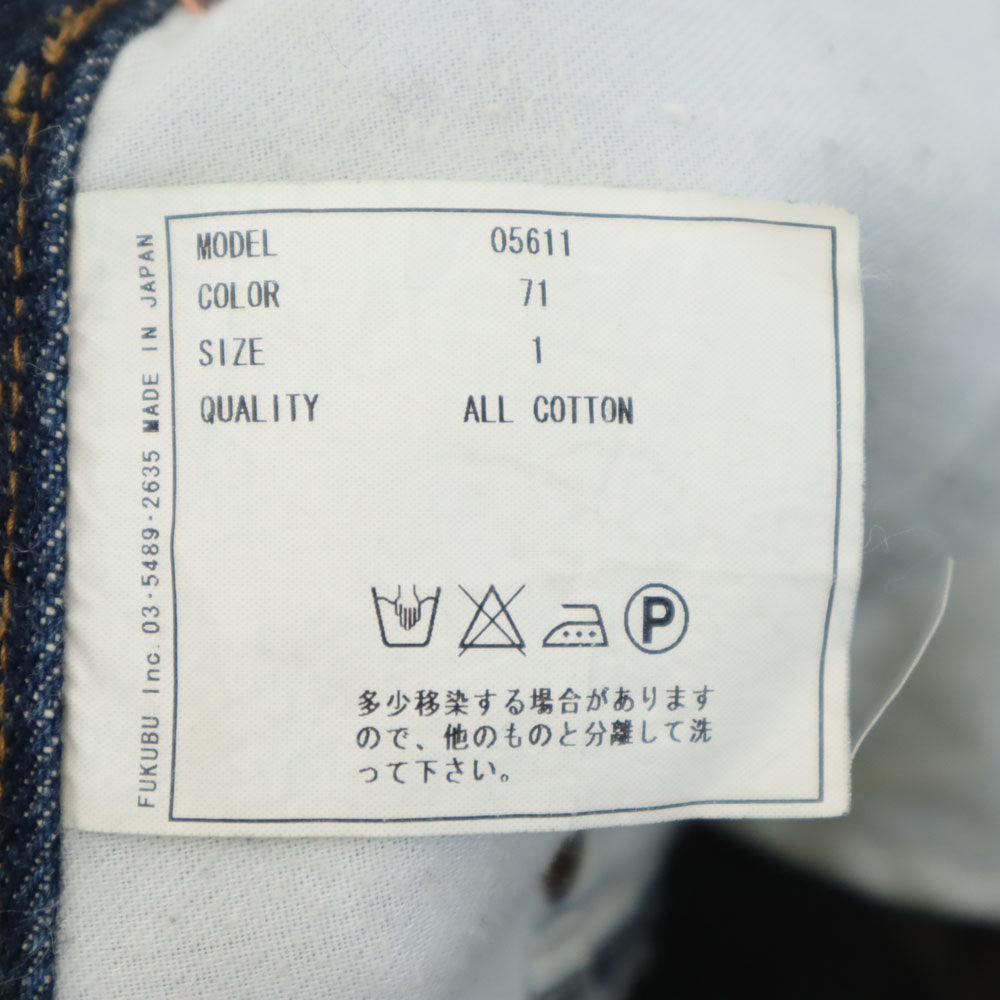 MODEL 05611
COLOR 71
SIZE 1
QUALITY ALL COTTON
P
多少移染する場合があります
ので、他のものと分離して洗
って下さい。
FUKUBU Inc. 03-5489-2635 MADE IN JAPAN